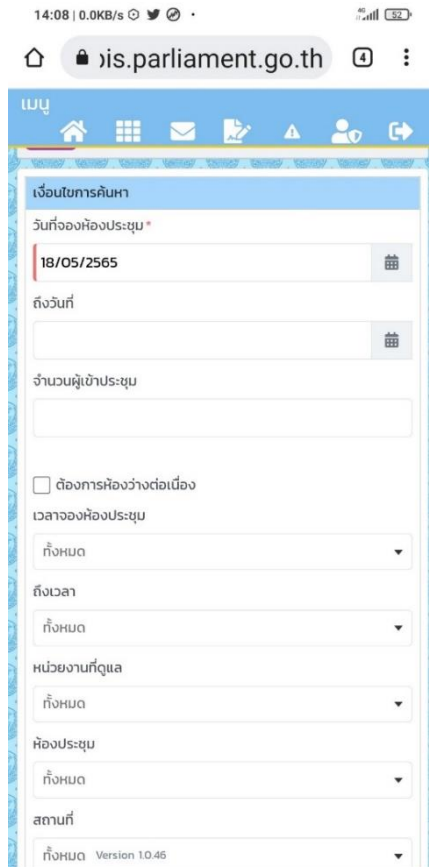 14:08 | 0.0KB/s
4G 52
ɔis.parliament.go.th 4
เมนู
เงื่อนไขการค้นหา
วันที่จองห้องประชุม *
18/05/2565
ถึงวันที่
จำนวนผู้เข้าประชุม
ต้องการห้องว่างต่อเนื่อง
เวลาจองห้องประชุม
ทั้งหมด
ถึงเวลา
ทั้งหมด
หน่วยงานที่ดูแล
ทั้งหมด
ห้องประชุม
ทั้งหมด
สถานที่
ทั้งหมด Version 1.0.46